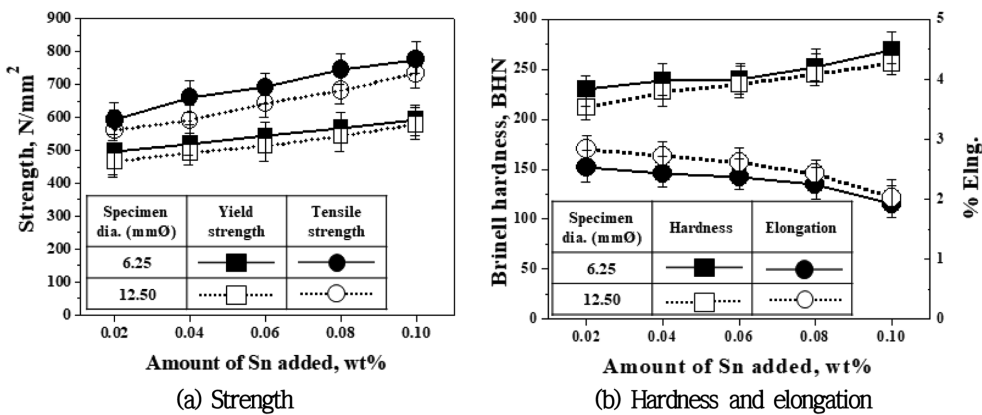 900
800
700
600
500
400
300
200
100
0
Strength, N/mm²
Specimen dia. (mmØ) Yield strength Tensile strength
6.25
12.50
0.02 0.04 0.06 0.08 0.10
Amount of Sn added, wt%
(a) Strength
300
250
200
150
100
50
0
Brinell hardness, BHN
5
4
3
2
1
0
% Elng.
Specimen dia. (mmØ) Hardness Elongation
6.25
12.50
0.02 0.04 0.06 0.08 0.10
Amount of Sn added, wt%
(b) Hardness and elongation